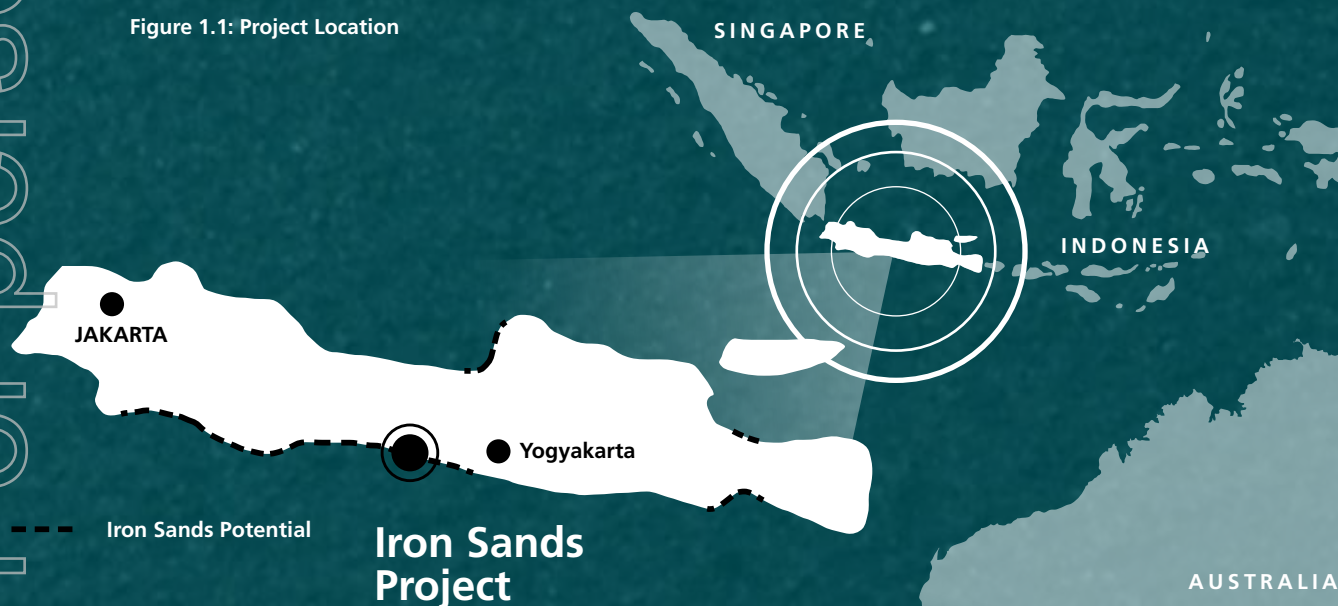 Figure 1.1: Project Location
SINGAPORE
INDONESIA
JAKARTA
Yogyakarta
Iron Sands Potential
Iron Sands
Project
AUSTRALIA